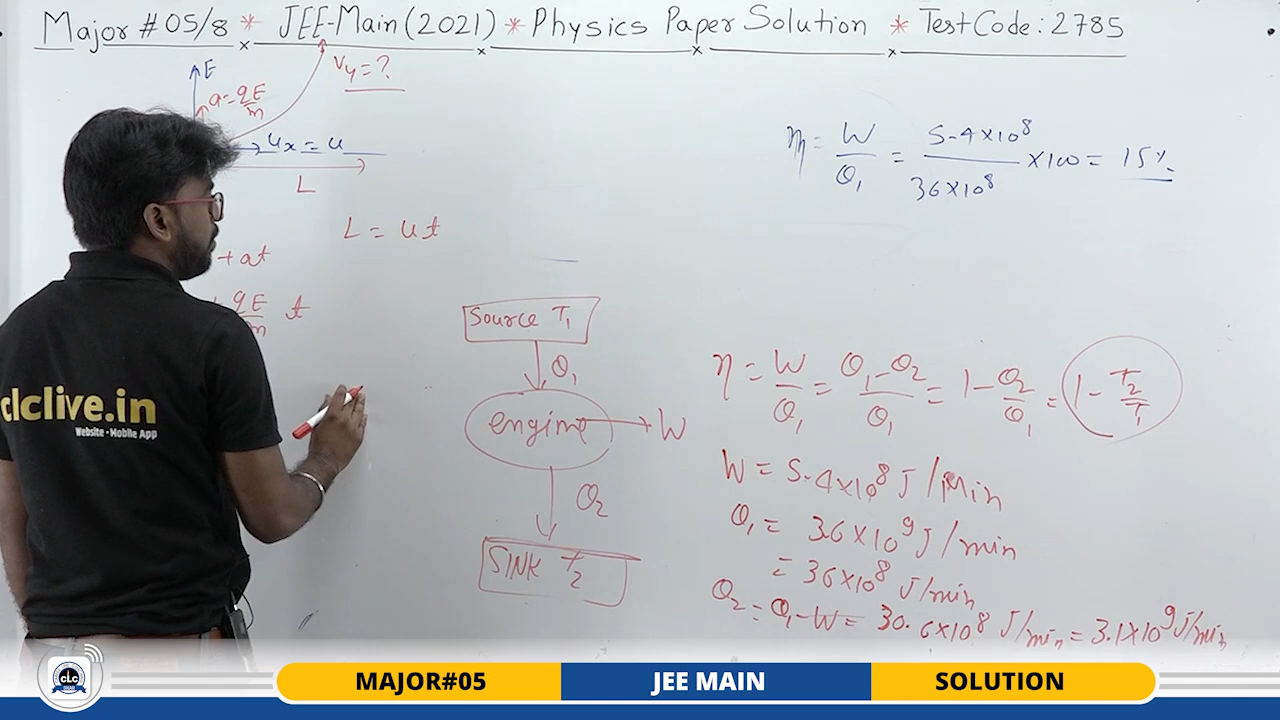 Major # 05/8 * JEE-Main (2021) * Physics Paper Solution * Test Code: 2785
E
Vy = ?
a = qE/m
ux = u
L
L = ut
+ at
+ qE/m t
Source T1
Q1
engine → W
Q2
SINK T2
η = W/Q1 = 5.4×10^8/36×10^8 ×100 = 15%
η = W/Q1 = Q1-Q2/Q1 = 1-Q2/Q1 = 1-T2/T1
W = 5.4×10^8 J/min
Q1 = 3.6×10^9 J/min
= 36×10^8 J/min
Q2 = Q1-W = 30.6×10^8 J/min = 3.1×10^9 J/min
clclive.in
Website • Mobile App
CLC
MAJOR#05
JEE MAIN
SOLUTION